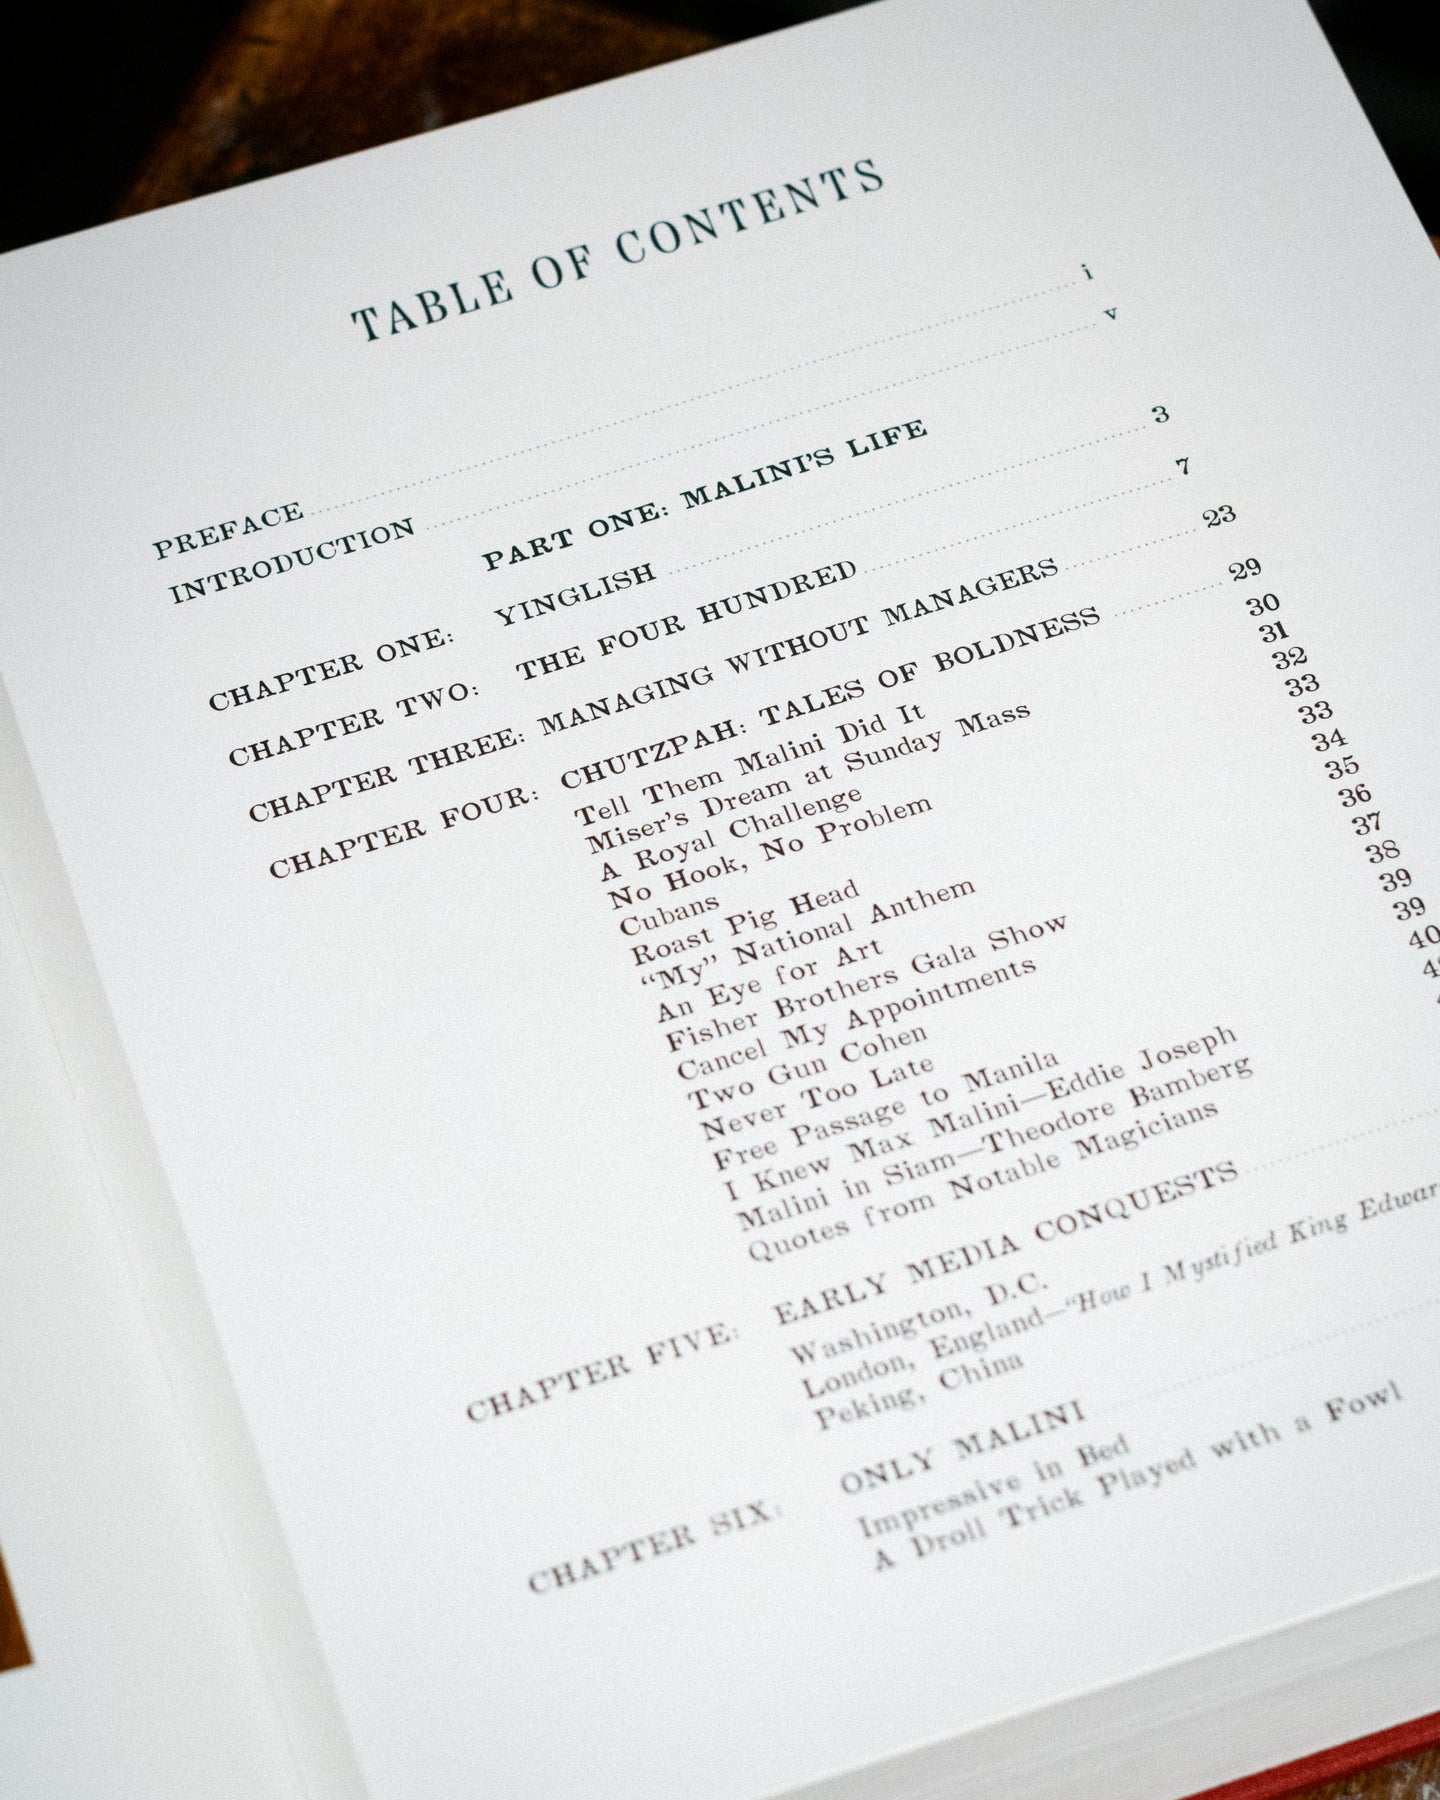 TABLE OF CONTENTS
PREFACE i
INTRODUCTION v
PART ONE: MALINI'S LIFE
CHAPTER ONE: YINGLISH 3
CHAPTER TWO: THE FOUR HUNDRED 7
CHAPTER THREE: MANAGING WITHOUT MANAGERS 23
CHAPTER FOUR: CHUTZPAH: TALES OF BOLDNESS 29
Tell Them Malini Did It 30
Miser's Dream at Sunday Mass 31
A Royal Challenge 32
No Hook, No Problem 33
Cubans 33
Roast Pig Head 34
“My” National Anthem 35
An Eye for Art 36
Fisher Brothers Gala Show 37
Cancel My Appointments 38
Two Gun Cohen 39
Never Too Late 39
Free Passage to Manila 40
I Knew Max Malini—Eddie Joseph
Malini in Siam—Theodore Bamberg
Quotes from Notable Magicians
CHAPTER FIVE: EARLY MEDIA CONQUESTS
Washington, D.C.
London, England—“How I Mystified King Edwar
Peking, China
CHAPTER SIX: ONLY MALINI
Impressive in Bed
A Droll Trick Played with a Fowl